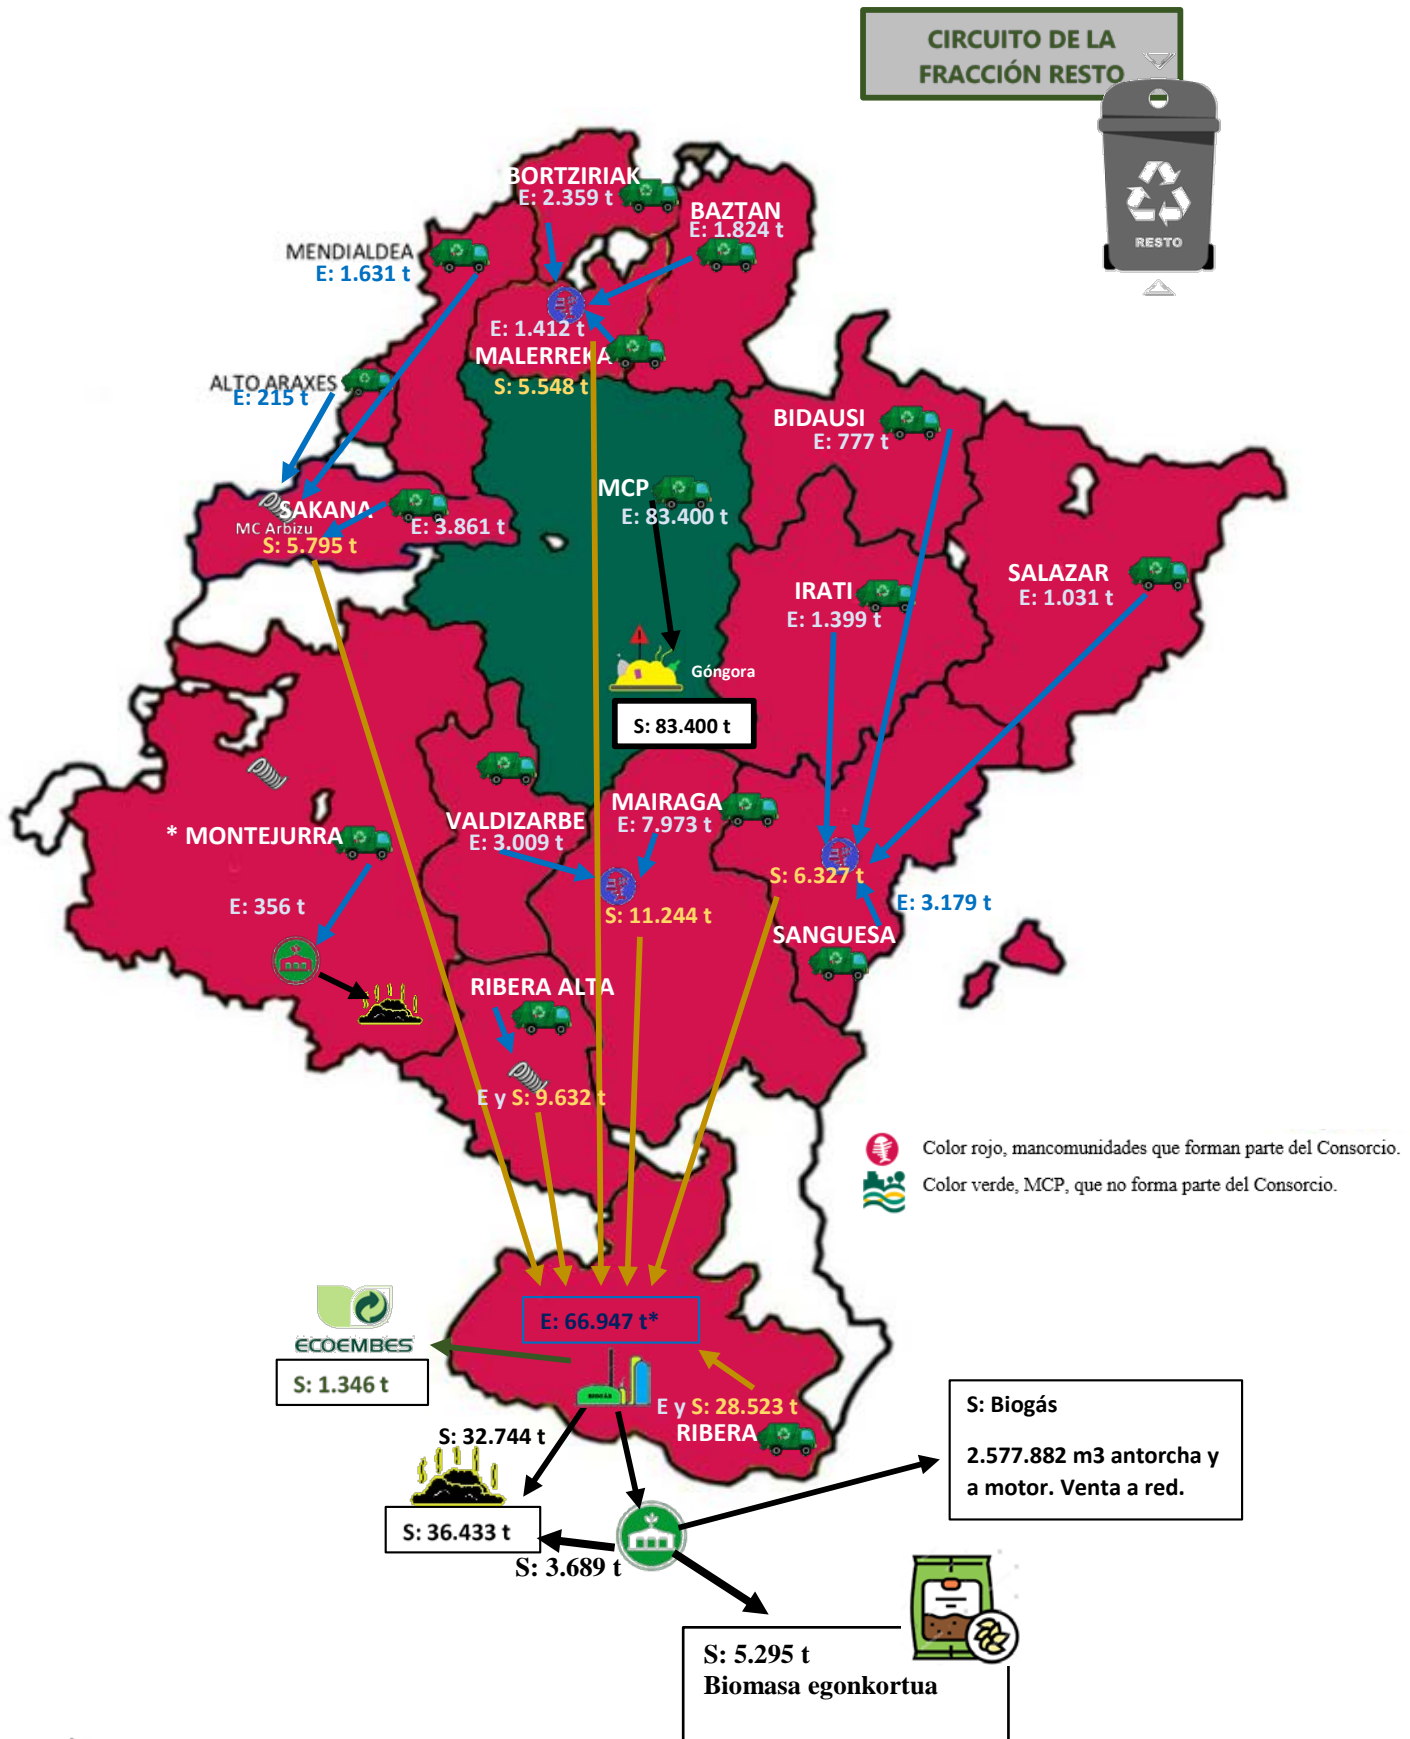 CIRCUITO DE LA
FRACCIÓN RESTO
RESTO
BORTZIRIAK
E: 2.359 t
BAZTAN
E: 1.824 t
MENDIALDEA
E: 1.631 t
E: 1.412 t
MALERREKA
S: 5.548 t
ALTO ARAXES
E: 215 t
BIDAUSI
E: 777 t
SAKANA
MC Arbizu
E: 3.861 t
S: 5.795 t
MCP
E: 83.400 t
IRATI
E: 1.399 t
SALAZAR
E: 1.031 t
Góngora
S: 83.400 t
* MONTEJURRA
E: 356 t
VALDIZARBE
E: 3.009 t
MAIRAGA
E: 7.973 t
S: 11.244 t
S: 6.327 t
E: 3.179 t
SANGUESA
RIBERA ALTA
E y S: 9.632 t
Color rojo, mancomunidades que forman parte del Consorcio.
Color verde, MCP, que no forma parte del Consorcio.
E: 66.947 t*
ECOEMBES
S: 1.346 t
BIOGÁS
E y S: 28.523 t
RIBERA
S: 32.744 t
S: 36.433 t
S: 3.689 t
S: Biogás
2.577.882 m3 antorcha y
a motor. Venta a red.
S: 5.295 t
Biomasa egonkortua